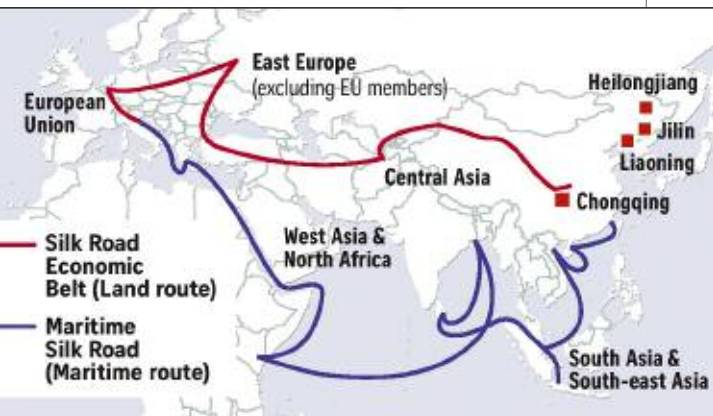 East Europe
(excluding EU members)
European
Union
Heilongjiang
Jilin
Liaoning
Central Asia
Chongqing
West Asia &
North Africa
Silk Road
Economic
Belt (Land route)
Maritime
Silk Road
(Maritime route)
South Asia &
South-east Asia